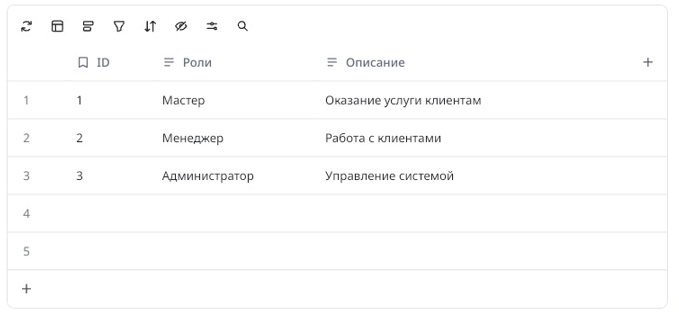 ID Роли Описание
1 1 Мастер Оказание услуги клиентам
2 2 Менеджер Работа с клиентами
3 3 Администратор Управление системой
4
5